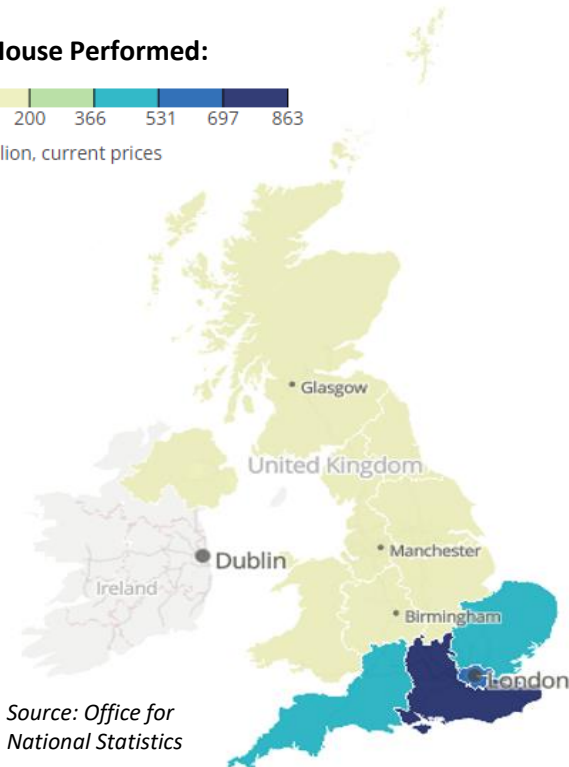 House Performed:
200 366 531 697 863
lion, current prices
Glasgow
United Kingdom
Dublin
Manchester
Ireland
Birmingham
London
Source: Office for
National Statistics